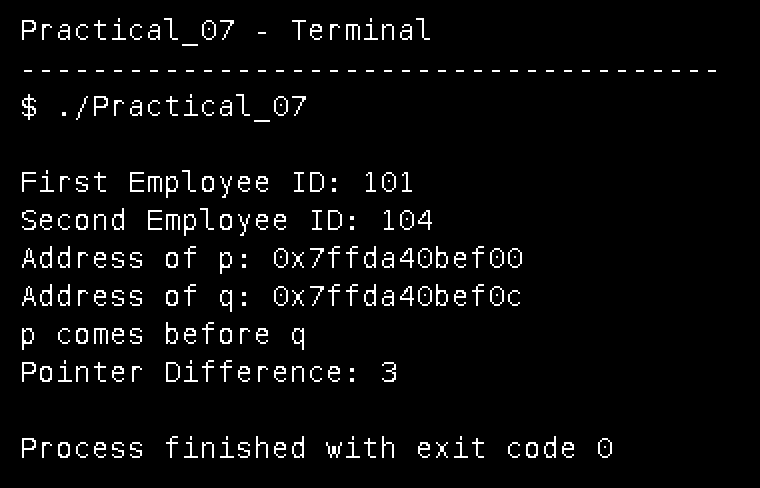 Practical_07 - Terminal
---------------------------------------
$ ./Practical_07
First Employee ID: 101
Second Employee ID: 104
Address of p: 0x7ffda40bef00
Address of q: 0x7ffda40bef0c
p comes before q
Pointer Difference: 3
Process finished with exit code 0